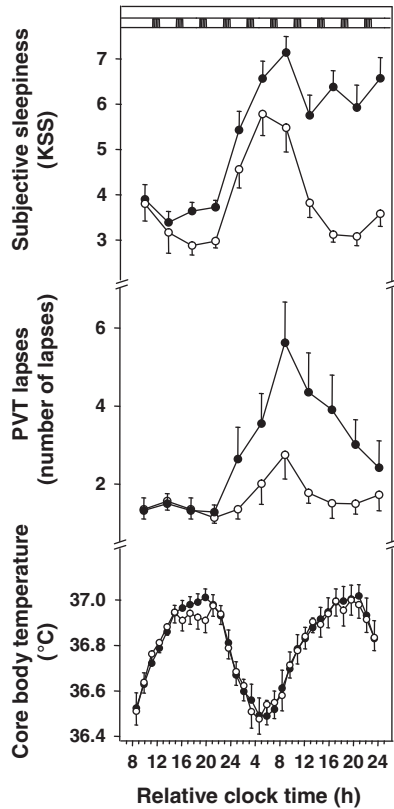 Subjective sleepiness
(KSS)
7
6
5
4
3
PVT lapses
(number of lapses)
6
4
2
Core body temperature
(°C)
37.0
36.8
36.6
36.4
8 12 16 20 24 4 8 12 16 20 24
Relative clock time (h)